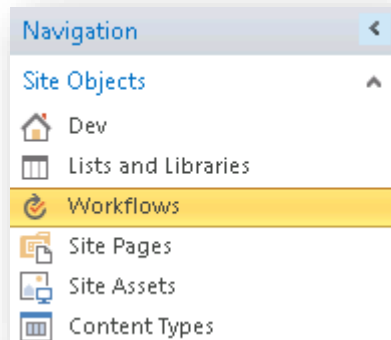 Navigation
Site Objects
Dev
Lists and Libraries
Workflows
Site Pages
Site Assets
Content Types